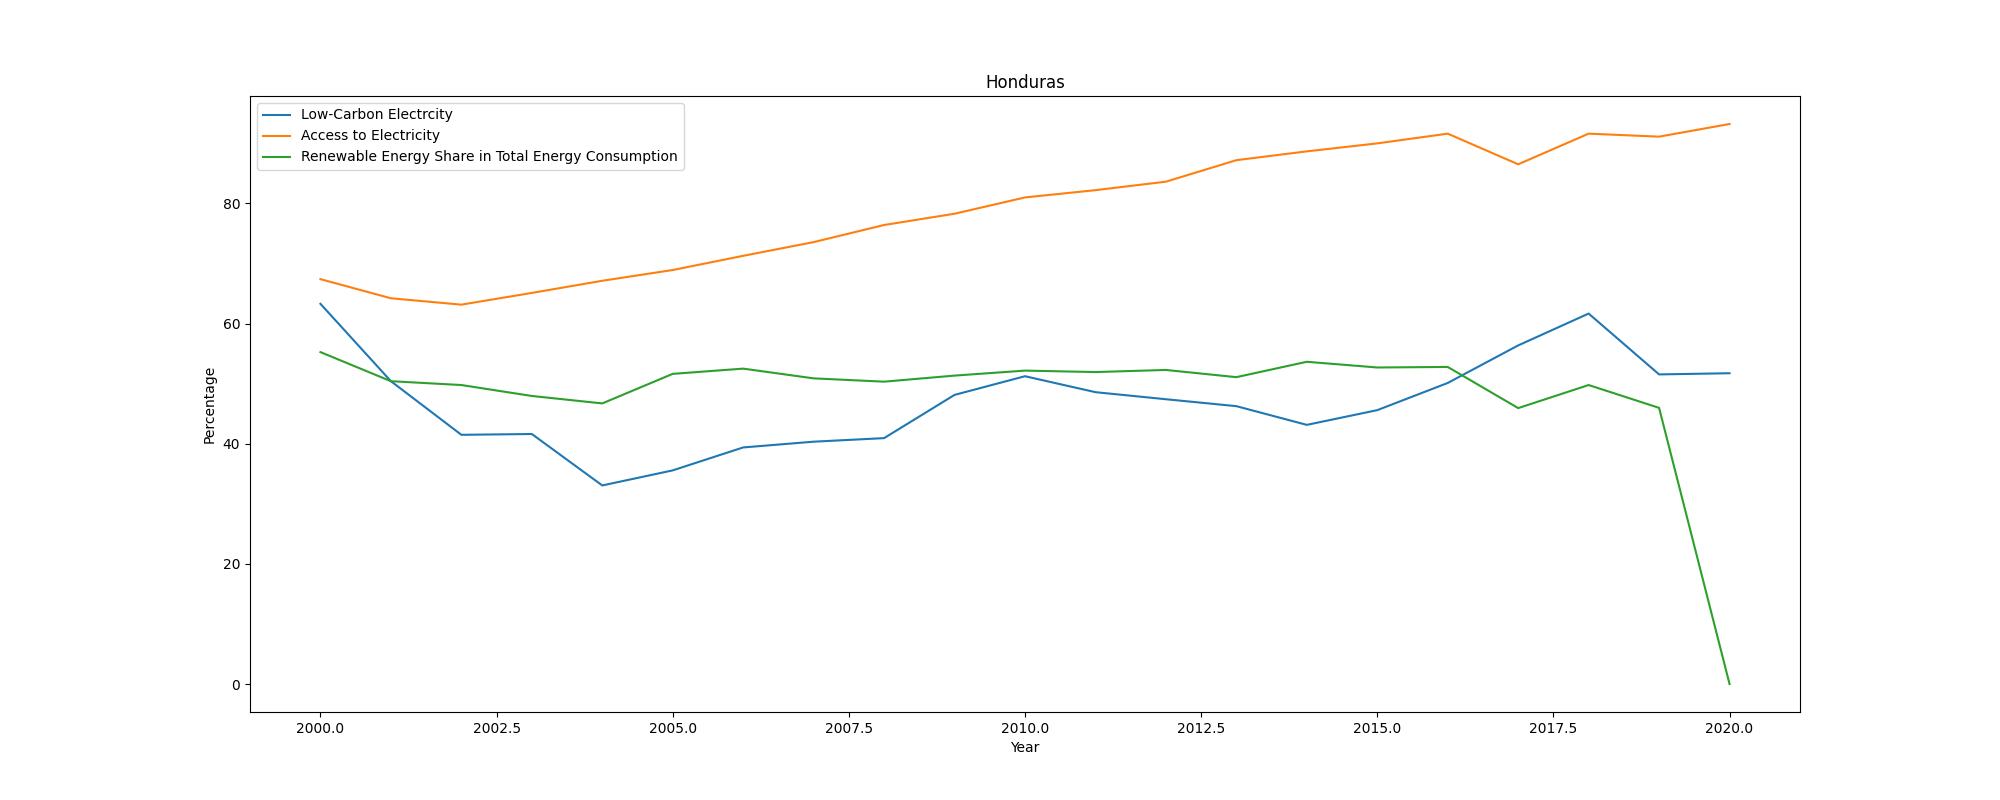 Honduras
Low-Carbon Electrcity
Access to Electricity
Renewable Energy Share in Total Energy Consumption
Percentage
80
60
40
20
0
2000.0 2002.5 2005.0 2007.5 2010.0 2012.5 2015.0 2017.5 2020.0
Year